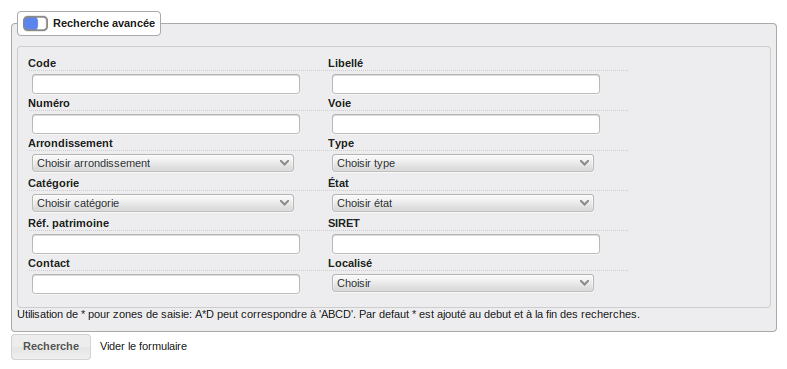 Recherche avancée
Code Libellé
Numéro Voie
Arrondissement Type
Choisir arrondissement Choisir type
Catégorie État
Choisir catégorie Choisir état
Réf. patrimoine SIRET
Contact Localisé
Choisir
Utilisation de * pour zones de saisie: A*D peut correspondre à 'ABCD'. Par defaut * est ajouté au debut et à la fin des recherches.
Recherche Vider le formulaire